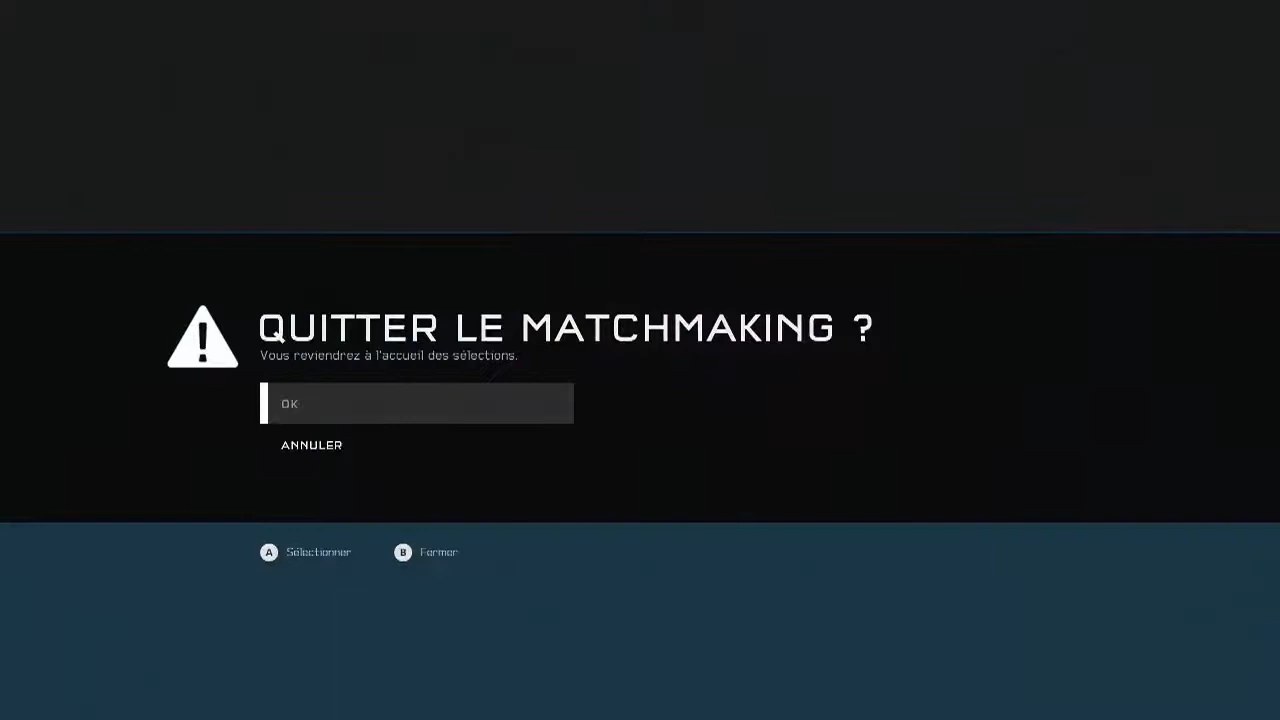 QUITTER LE MATCHMAKING ?
Vous reviendrez à l'accueil des sélections.
OK
ANNULER
A Sélectionner B Fermer